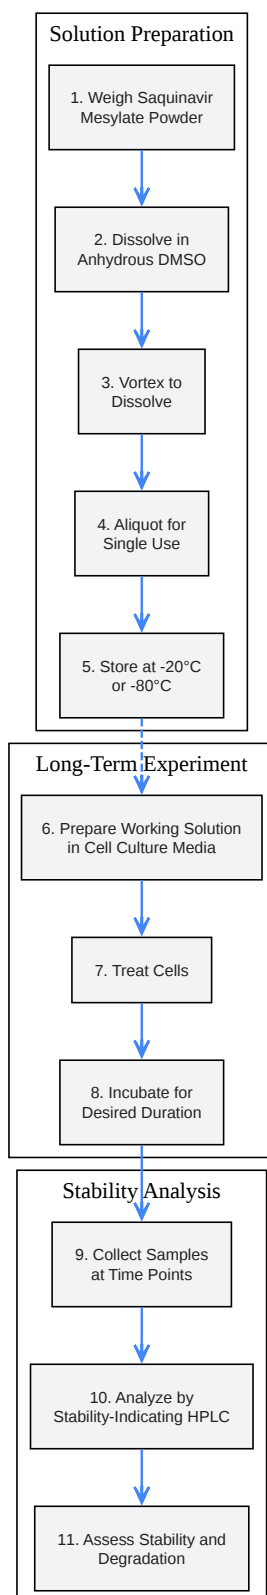 Solution Preparation
1. Weigh Saquinavir
Mesylate Powder
2. Dissolve in
Anhydrous DMSO
3. Vortex to
Dissolve
4. Aliquot for
Single Use
5. Store at -20°C
or -80°C
Long-Term Experiment
6. Prepare Working Solution
in Cell Culture Media
7. Treat Cells
8. Incubate for
Desired Duration
Stability Analysis
9. Collect Samples
at Time Points
10. Analyze by
Stability-Indicating HPLC
11. Assess Stability and
Degradation